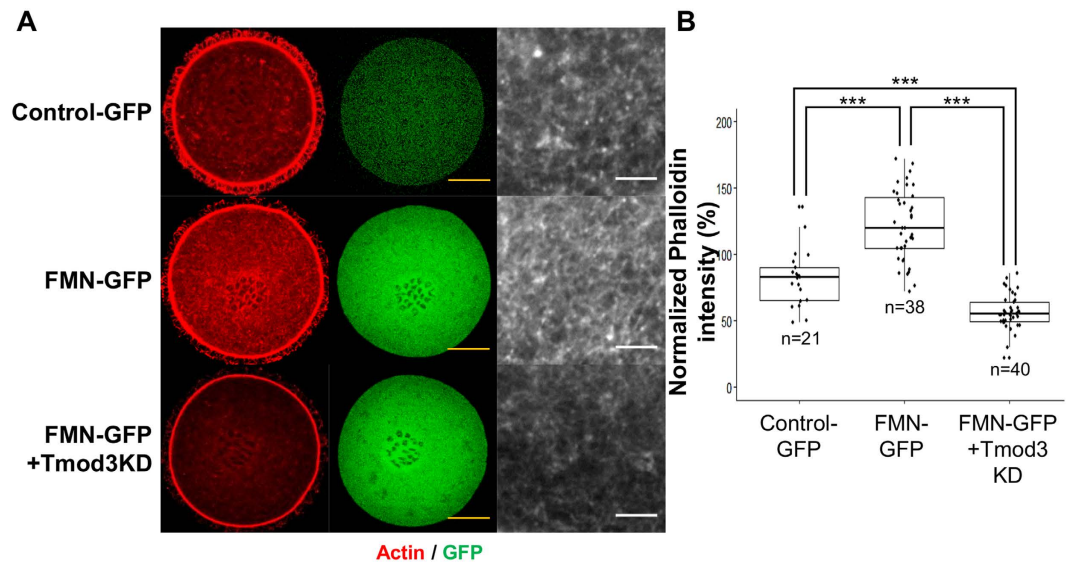 A
Control-GFP
FMN-GFP
FMN-GFP
+Tmod3KD
Actin / GFP
B
Normalized Phalloidin
intensity (%)
200
150
100
50
0
***
***
***
n=21
n=38
n=40
Control-
GFP
FMN-
GFP
FMN-GFP
+Tmod3
KD